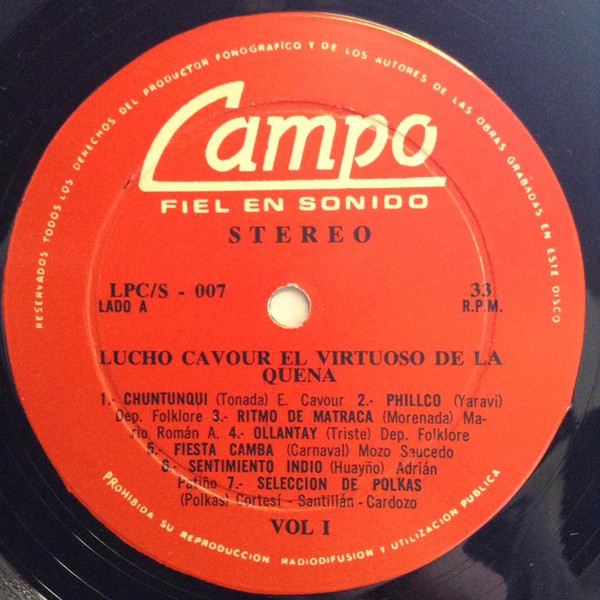 RESERVADOS TODOS LOS DERECHOS DEL PRODUCTOR FONOGRAFICO Y DE LOS AUTORES DE LAS OBRAS GRABADAS EN ESTE DISCO
Campo
FIEL EN SONIDO
STEREO
LPC/S - 007 33
LADO A R.P.M.
LUCHO CAVOUR EL VIRTUOSO DE LA
QUENA
1.- CHUNTUNQUI (Tonada) E. Cavour 2.- PHILLCO (Yaravi)
Dep. Folklore 3.- RITMO DE MATRACA (Morenada) Ma-
rio Román A. 4.- OLLANTAY (Triste) Dep. Folklore
5.- FIESTA CAMBA (Carnaval) Mozo Saucedo
6.- SENTIMIENTO INDIO (Huayño) Adrián
Patiño 7.- SELECCION DE POLKAS
(Polkas) Cortesí - Santillán - Cardozo
VOL I
PROHIBIDA SU REPRODUCCION RADIODIFUSION Y UTILIZACION PUBLICA